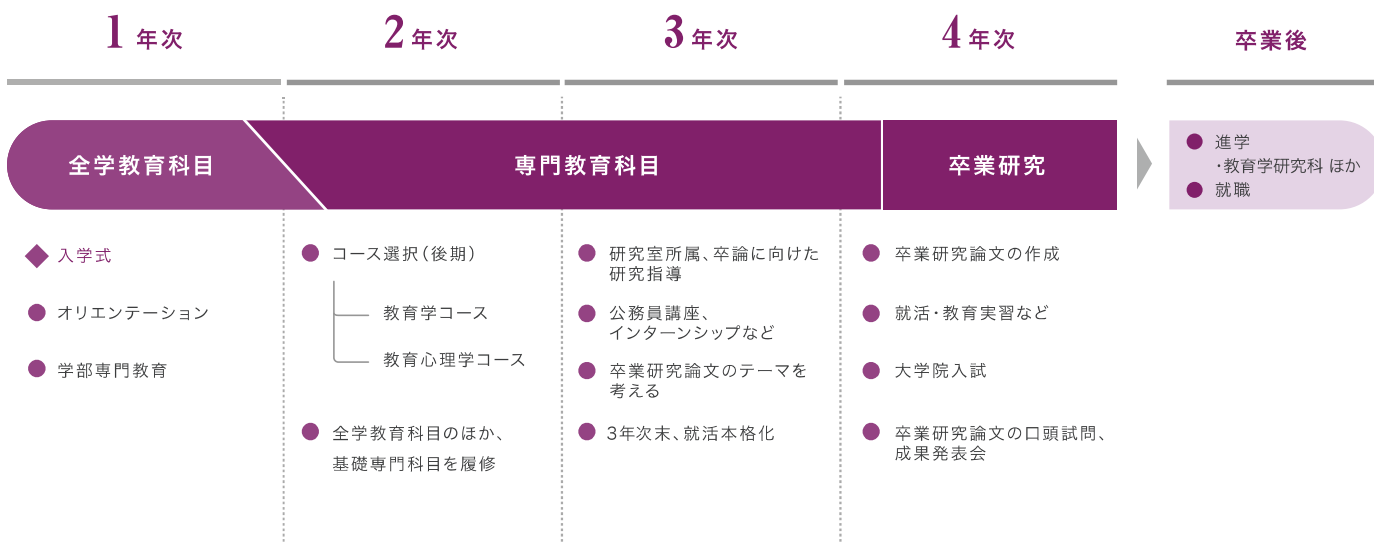 1 年次
2 年次
3 年次
4 年次
卒業後
全学教育科目
専門教育科目
卒業研究
進学
・教育学研究科 ほか
就職
入学式
オリエンテーション
学部専門教育
コース選択（後期）
教育学コース
教育心理学コース
全学教育科目のほか、
基礎専門科目を履修
研究室所属、卒論に向けた
研究指導
公務員講座、
インターンシップなど
卒業研究論文のテーマを
考える
3年次末、就活本格化
卒業研究論文の作成
就活・教育実習など
大学院入試
卒業研究論文の口頭試問、
成果発表会